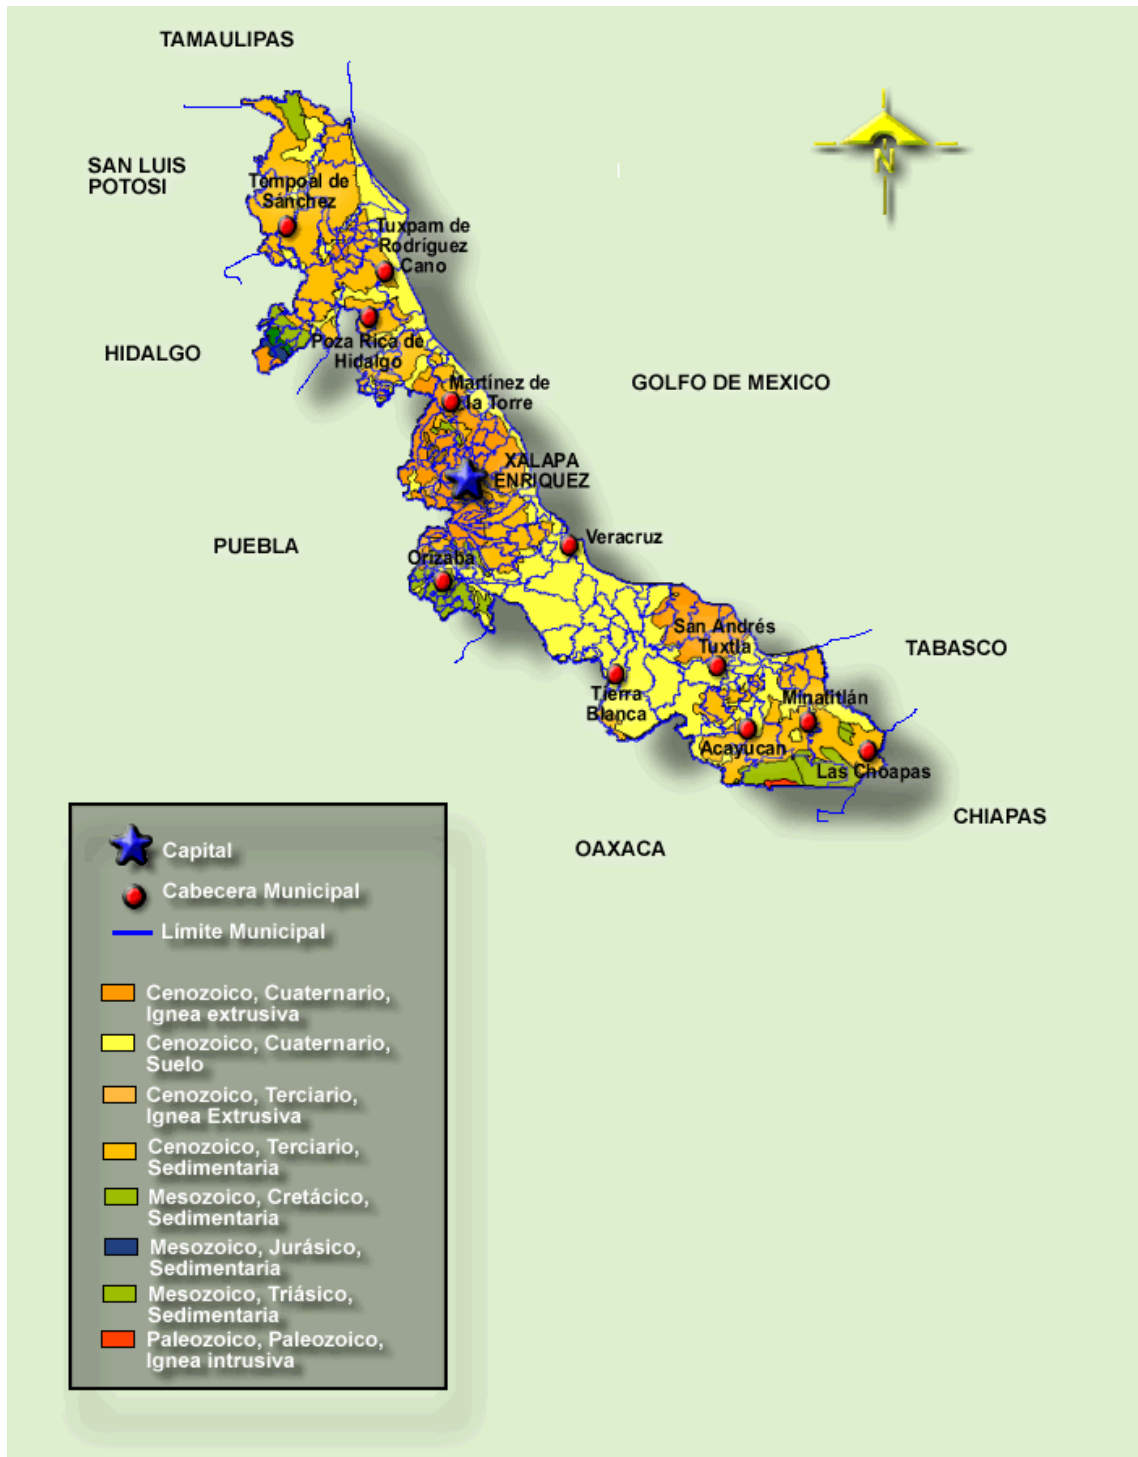 TAMAULIPAS
SAN LUIS
POTOSI
N
Tempoal de
Sánchez
Tuxpam de
Rodríguez
Cano
HIDALGO
Poza Rica de
Hidalgo
GOLFO DE MEXICO
Martínez de
la Torre
XALAPA
ENRIQUEZ
PUEBLA
Veracruz
Orizaba
San Andrés
Tuxtla
TABASCO
Tierra
Blanca
Minatitlán
Acayucan
Las Choapas
CHIAPAS
OAXACA
Capital
Cabecera Municipal
Límite Municipal
Cenozoico, Cuaternario,
Ignea extrusiva
Cenozoico, Cuaternario,
Suelo
Cenozoico, Terciario,
Ignea Extrusiva
Cenozoico, Terciario,
Sedimentaria
Mesozoico, Cretácico,
Sedimentaria
Mesozoico, Jurásico,
Sedimentaria
Mesozoico, Triásico,
Sedimentaria
Paleozoico, Paleozoico,
Ignea intrusiva